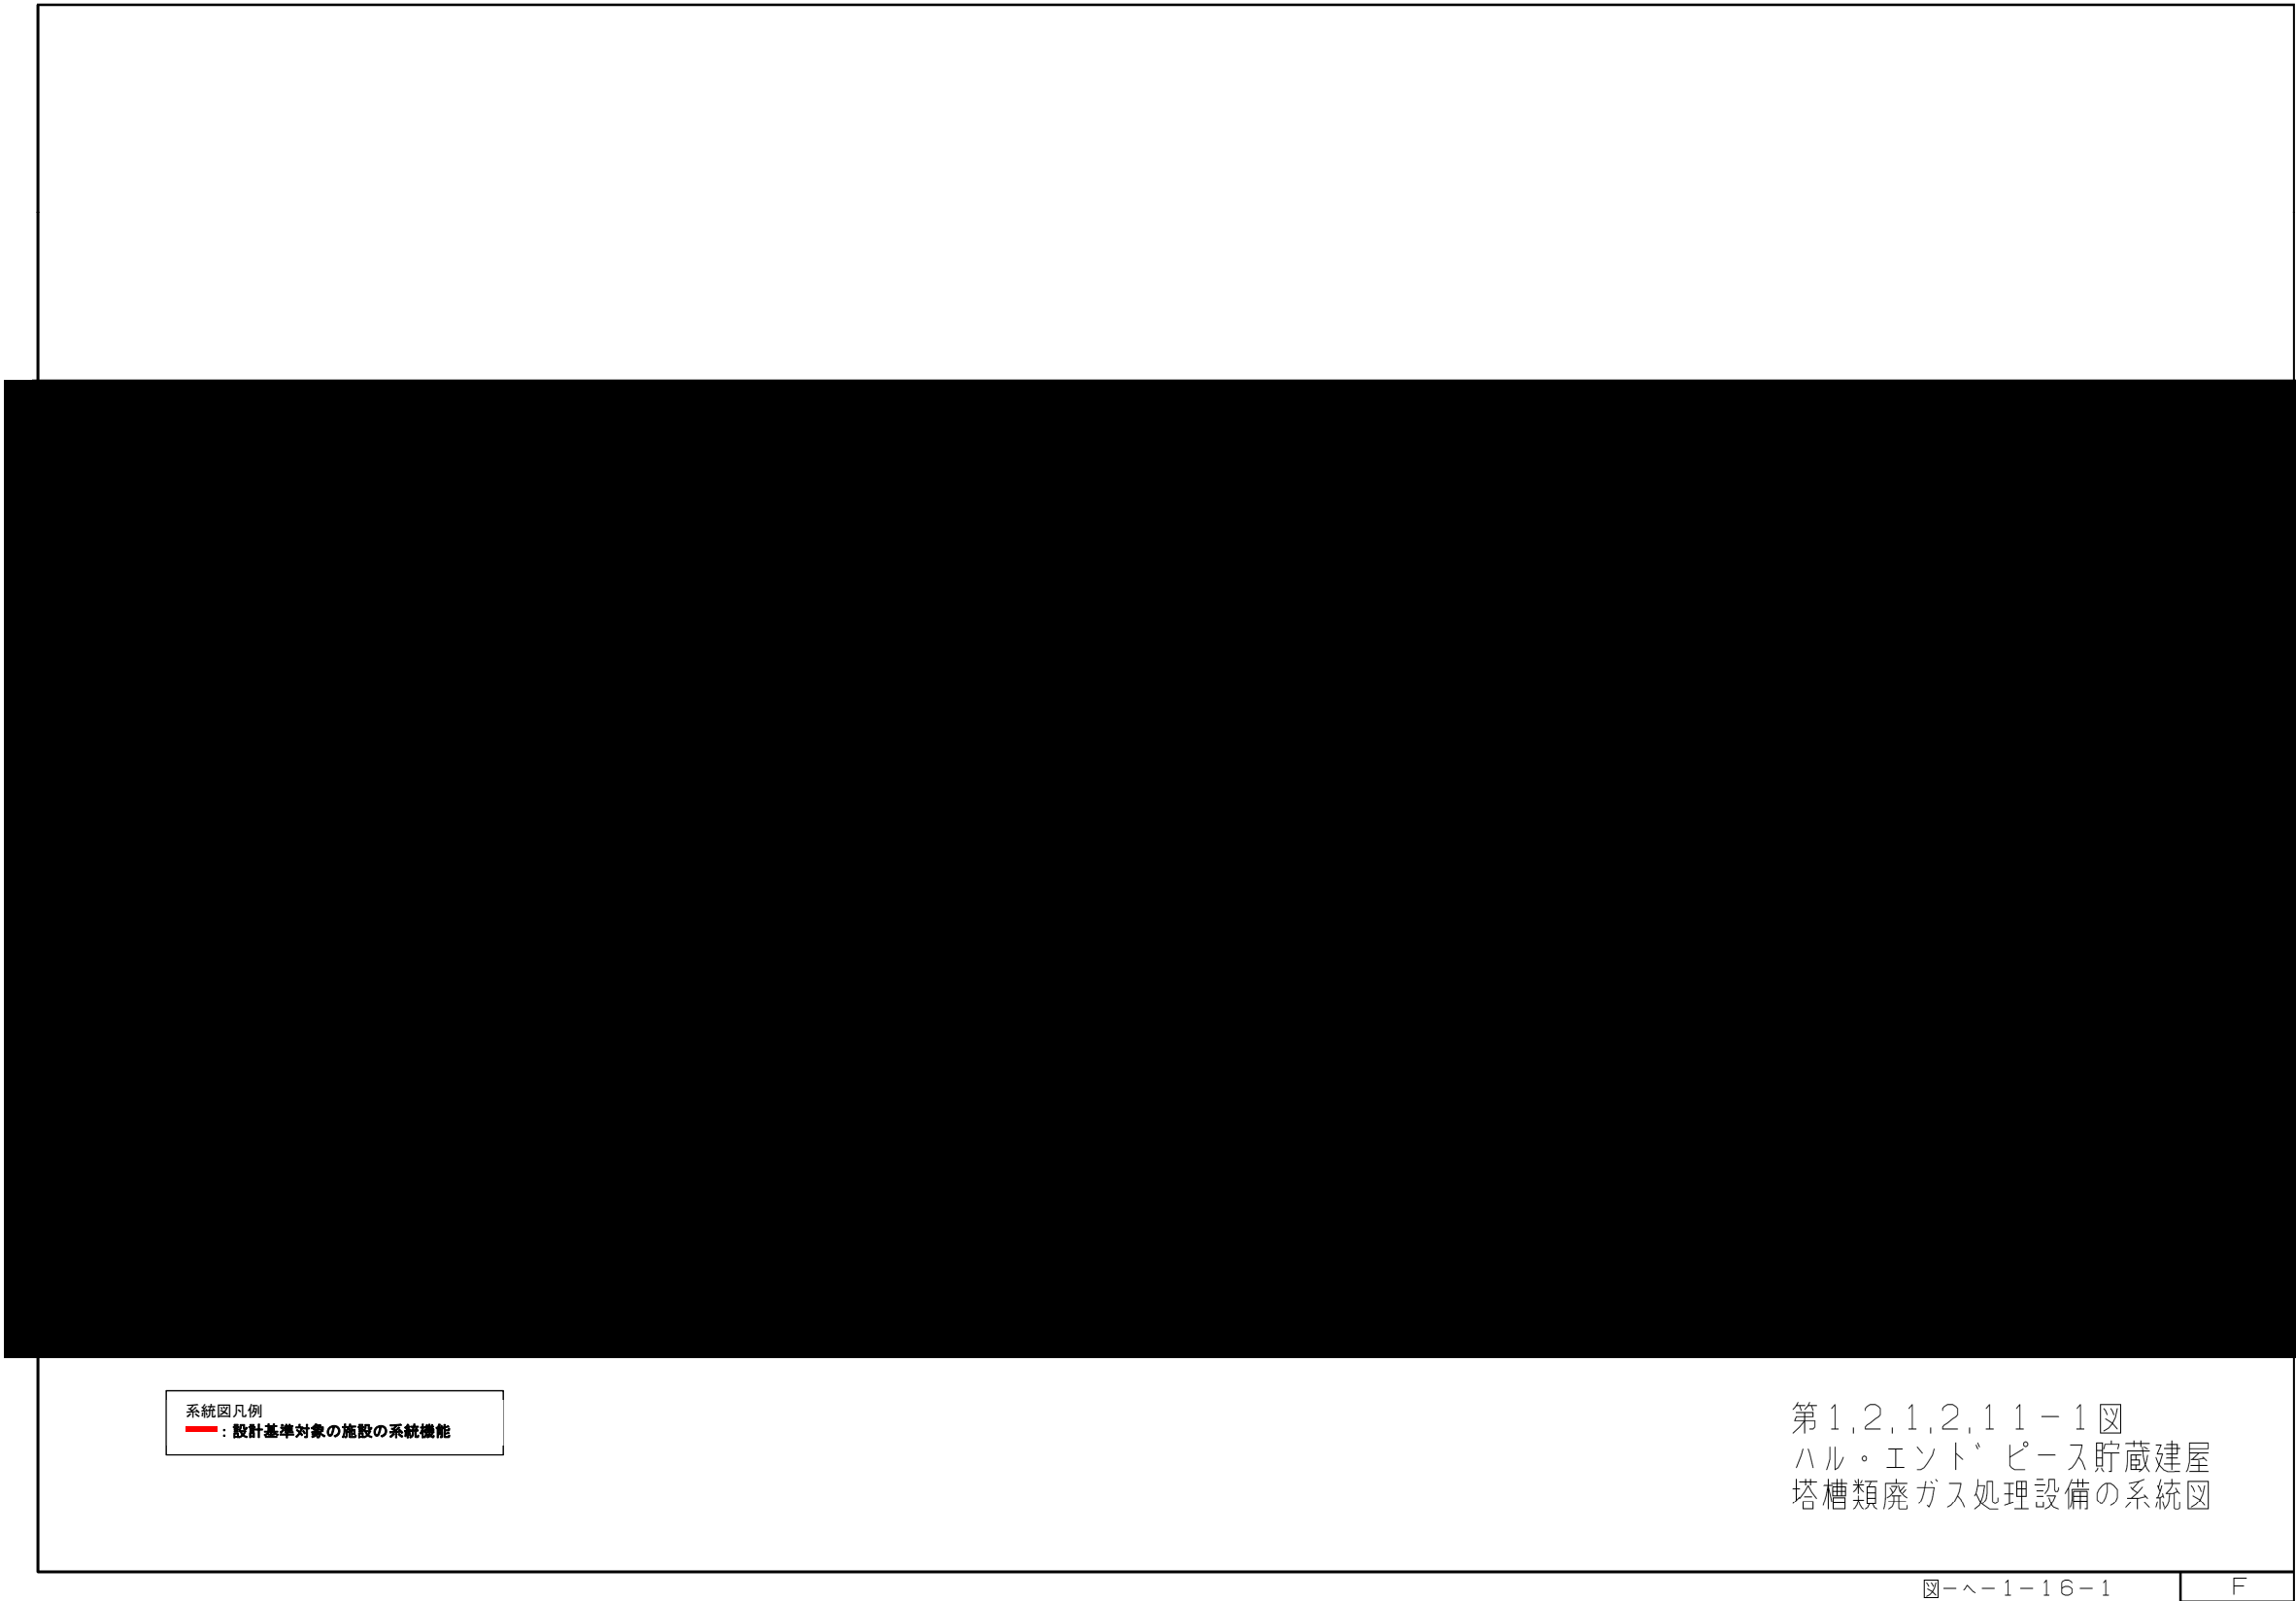 系統図凡例
：設計基準対象の施設の系統機能
第1.2.1.2.11-1図
ハル・エンドピース貯蔵建屋
塔槽類廃ガス処理設備の系統図
図-ヘ-1-16-1
F